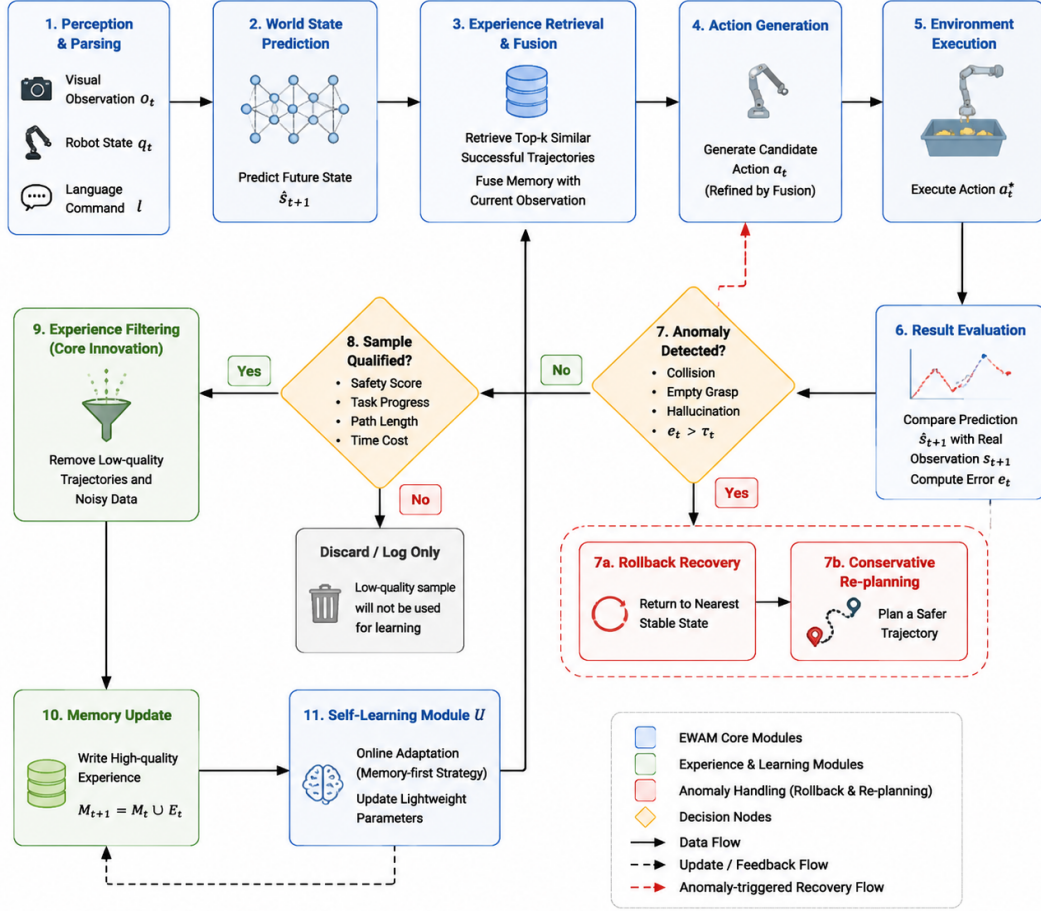 1. Perception
& Parsing
Visual
Observation o_t
Robot State q_t
Language
Command l
2. World State
Prediction
Predict Future State
ŝ_{t+1}
3. Experience Retrieval
& Fusion
Retrieve Top-k Similar
Successful Trajectories
Fuse Memory with
Current Observation
4. Action Generation
Generate Candidate
Action a_t
(Refined by Fusion)
5. Environment
Execution
Execute Action a_t^*
6. Result Evaluation
Compare Prediction
ŝ_{t+1} with Real
Observation s_{t+1}
Compute Error e_t
7. Anomaly
Detected?
• Collision
• Empty Grasp
• Hallucination
• e_t > τ_t
No
Yes
7a. Rollback Recovery
Return to Nearest
Stable State
7b. Conservative
Re-planning
Plan a Safer
Trajectory
8. Sample
Qualified?
• Safety Score
• Task Progress
• Path Length
• Time Cost
Yes
No
Discard / Log Only
Low-quality sample
will not be used
for learning
9. Experience Filtering
(Core Innovation)
Remove Low-quality
Trajectories and
Noisy Data
10. Memory Update
Write High-quality
Experience
M_{t+1} = M_t ∪ E_t
11. Self-Learning Module U
Online Adaptation
(Memory-first Strategy)
Update Lightweight
Parameters
EWAM Core Modules
Experience & Learning Modules
Anomaly Handling (Rollback & Re-planning)
Decision Nodes
Data Flow
Update / Feedback Flow
Anomaly-triggered Recovery Flow